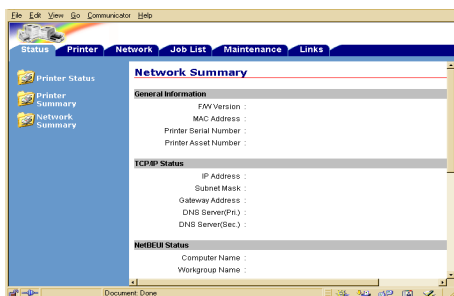 File Edit View Go Communicator Help
Status Printer Network Job List Maintenance Links
Printer Status
Printer
Summary
Network
Summary
Network Summary
General Information
F/W Version :
MAC Address :
Printer Serial Number :
Printer Asset Number :
TCP/IP Status
IP Address :
Subnet Mask :
Gateway Address :
DNS Server(Pri.) :
DNS Server(Sec.) :
NetBEUI Status
Computer Name :
Workgroup Name :
Document: Done